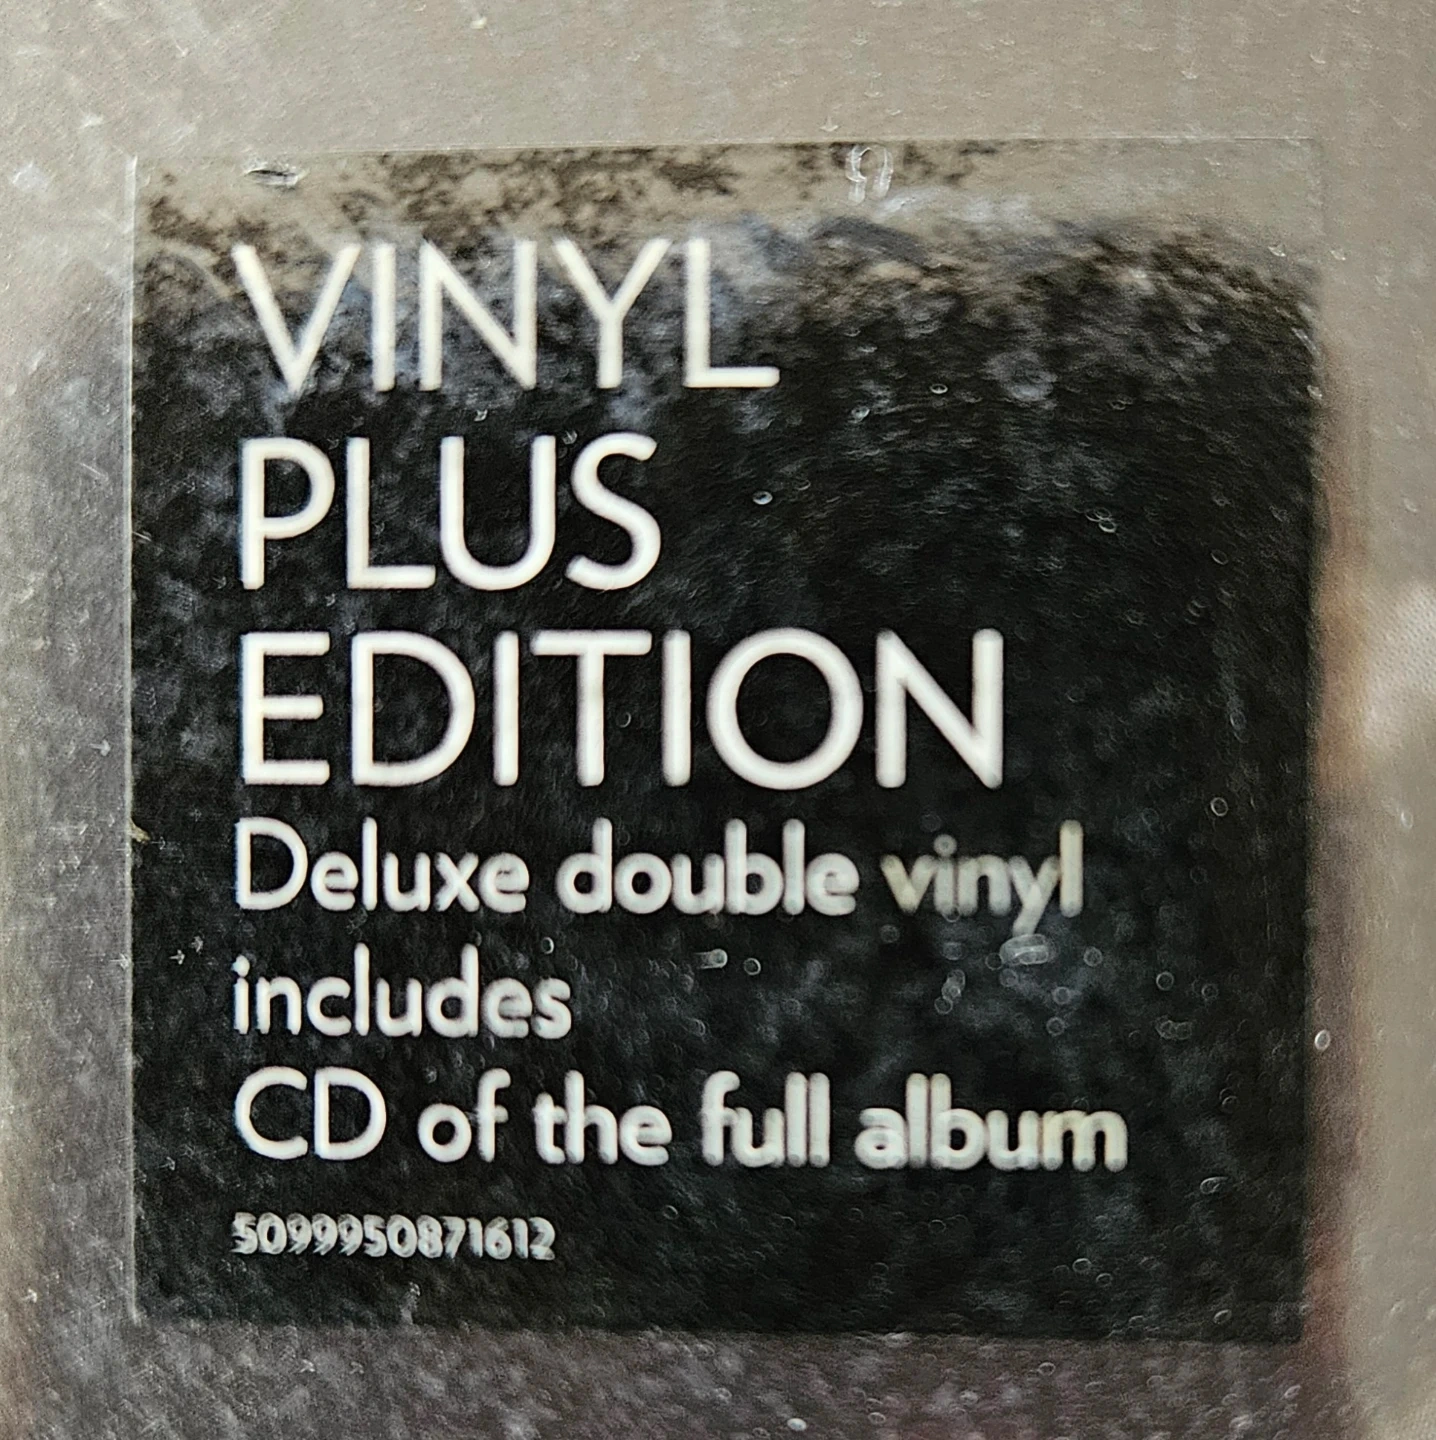 VINYL
PLUS
EDITION
Deluxe double vinyl
includes
CD of the full album
5099950871612